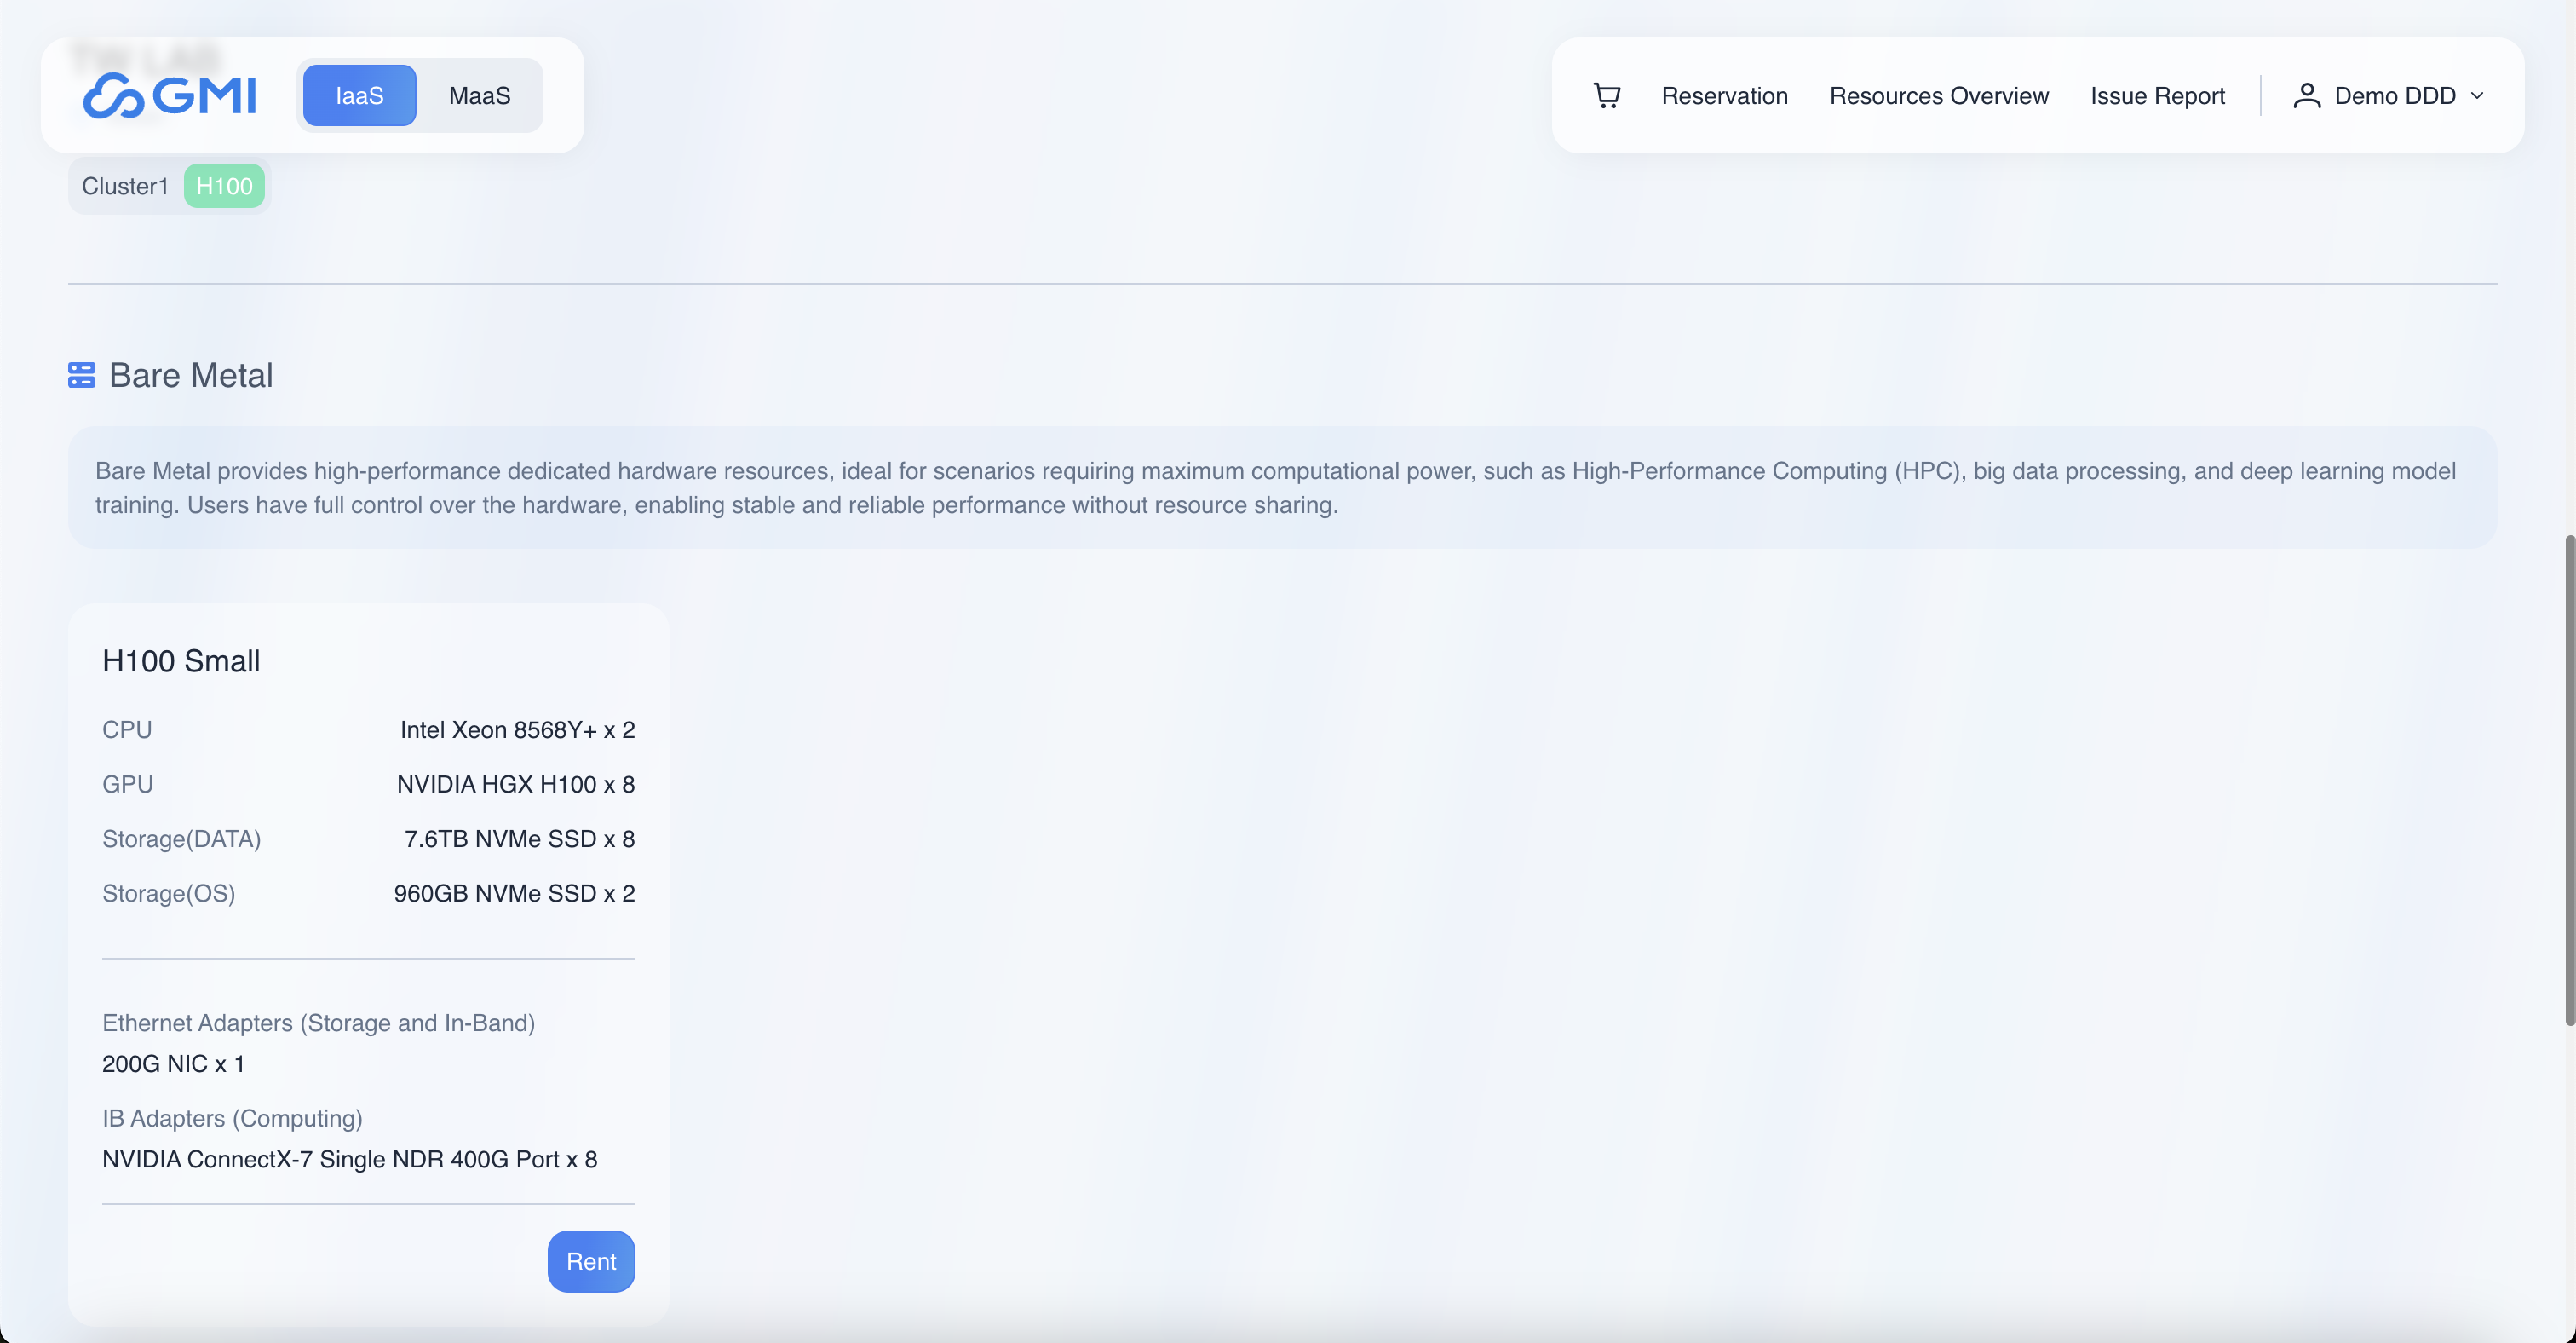 TW LAB
GMI
IaaS
MaaS
Reservation
Resources Overview
Issue Report
Demo DDD
Cluster1
H100
Bare Metal
Bare Metal provides high-performance dedicated hardware resources, ideal for scenarios requiring maximum computational power, such as High-Performance Computing (HPC), big data processing, and deep learning model
training. Users have full control over the hardware, enabling stable and reliable performance without resource sharing.
H100 Small
CPU Intel Xeon 8568Y+ x 2
GPU NVIDIA HGX H100 x 8
Storage(DATA) 7.6TB NVMe SSD x 8
Storage(OS) 960GB NVMe SSD x 2
Ethernet Adapters (Storage and In-Band)
200G NIC x 1
IB Adapters (Computing)
NVIDIA ConnectX-7 Single NDR 400G Port x 8
Rent